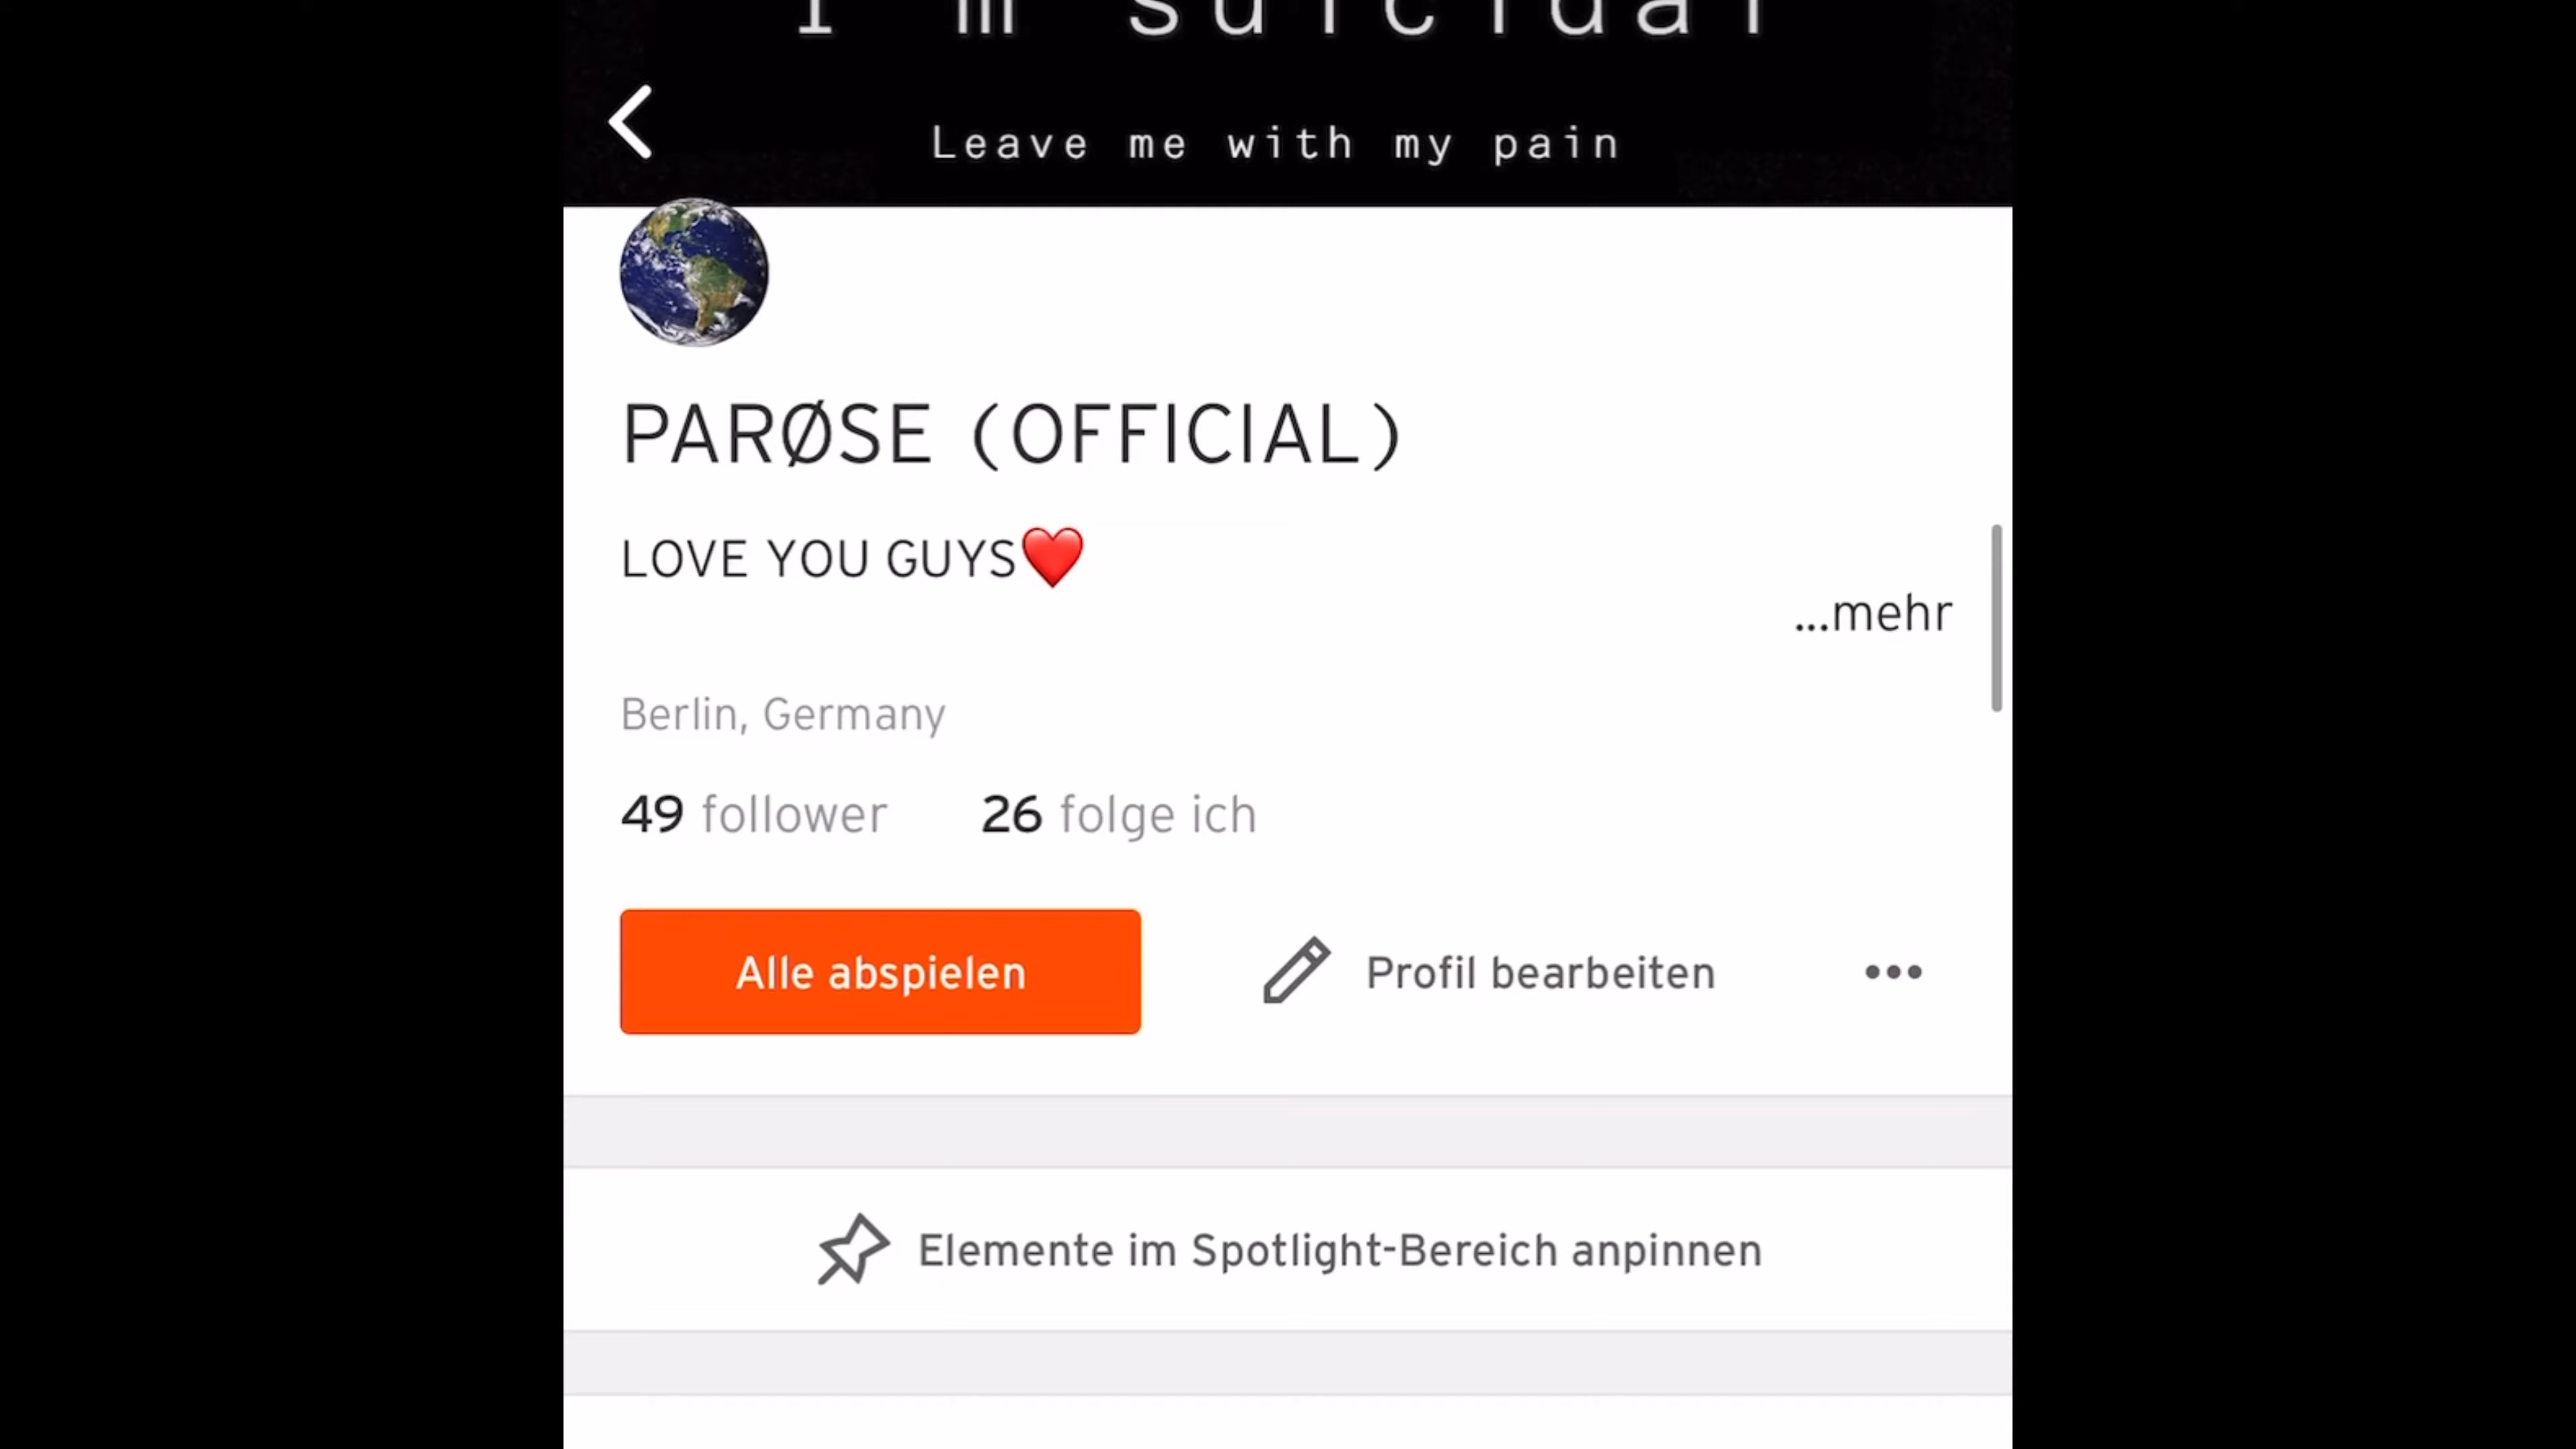 I'm suicidal
Leave me with my pain
PARØSE (OFFICIAL)
LOVE YOU GUYS❤️
...mehr
Berlin, Germany
49 follower 26 folge ich
Alle abspielen Profil bearbeiten
Elemente im Spotlight-Bereich anpinnen